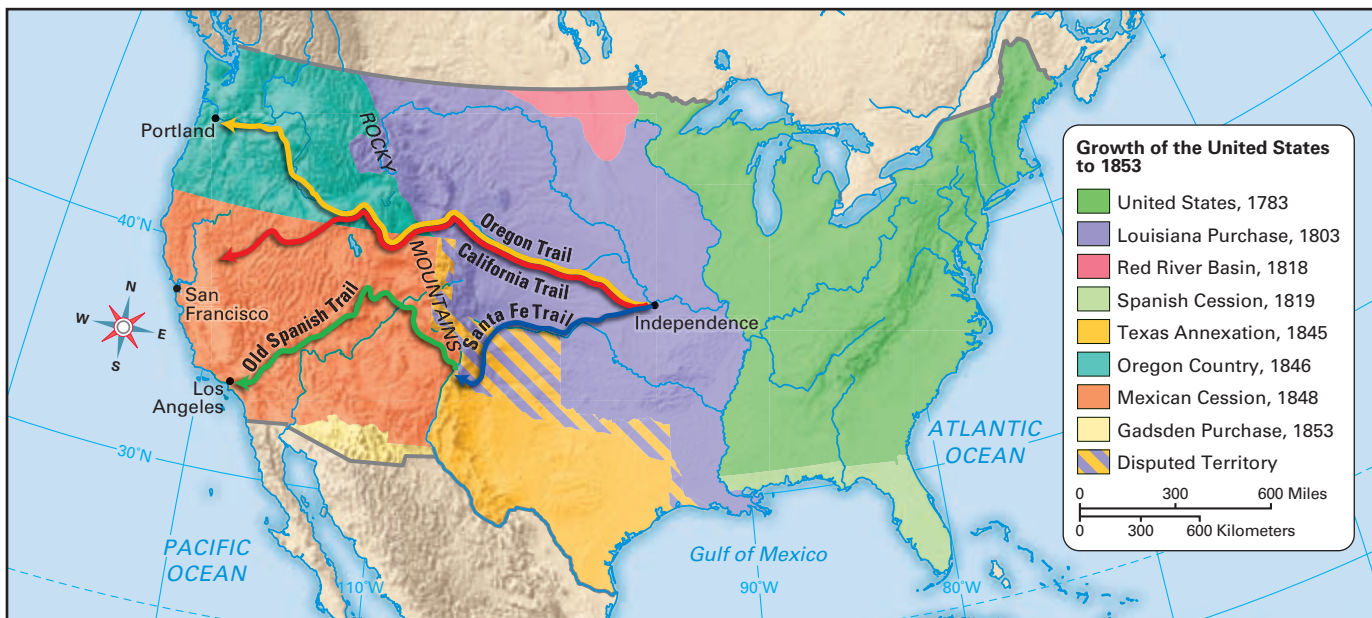 Portland
ROCKY
MOUNTAINS
40°N
San
Francisco
N
W
E
S
Oregon Trail
California Trail
Santa Fe Trail
Old Spanish Trail
Independence
Los
Angeles
30°N
PACIFIC
OCEAN
110°W
Gulf of Mexico
90°W
80°W
ATLANTIC
OCEAN
Growth of the United States
to 1853
United States, 1783
Louisiana Purchase, 1803
Red River Basin, 1818
Spanish Cession, 1819
Texas Annexation, 1845
Oregon Country, 1846
Mexican Cession, 1848
Gadsden Purchase, 1853
Disputed Territory
0 300 600 Miles
0 300 600 Kilometers